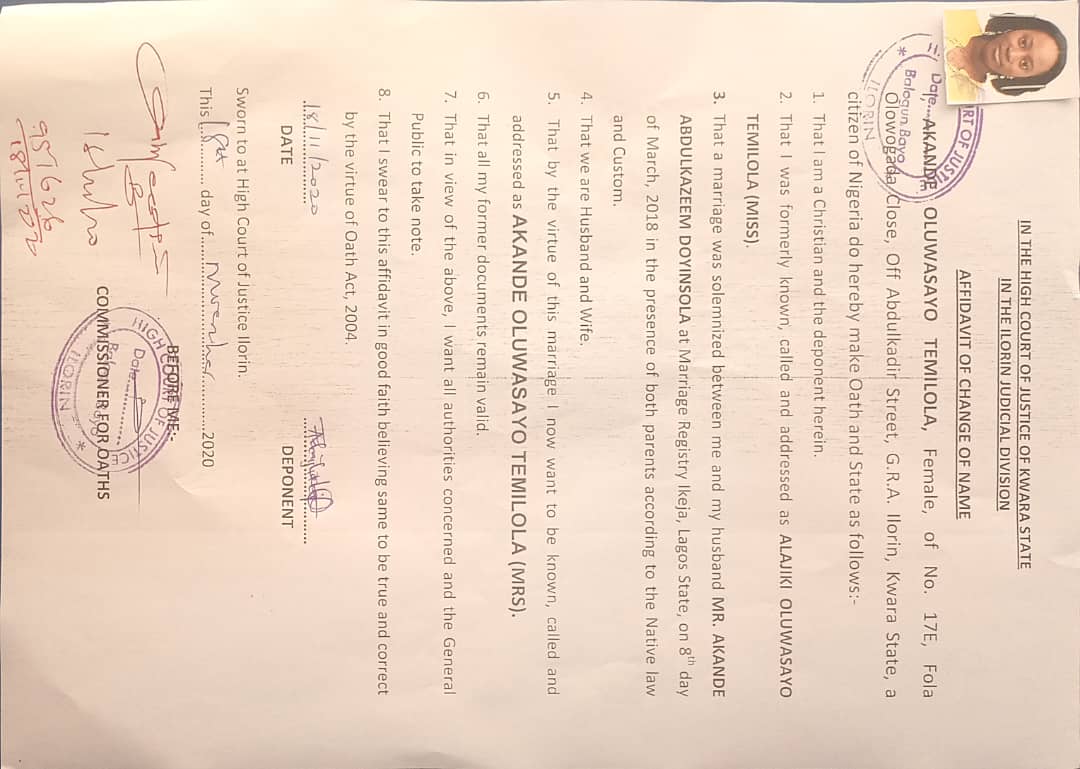 IN THE HIGH COURT OF JUSTICE OF KWARA STATE
IN THE ILORIN JUDICIAL DIVISION
AFFIDAVIT OF CHANGE OF NAME
COURT OF JUSTICE
Date
Balogun Bayo
ILORIN
AKANDE OLUWASAYO TEMILOLA, Female, of No. 17E, Fola
Olowogada Close, Off Abdulkadir Street, G.R.A. Ilorin, Kwara State, a
citizen of Nigeria do hereby make Oath and State as follows:-
1. That I am a Christian and the deponent herein.
2. That I was formerly known, called and addressed as ALAJIKI OLUWASAYO
TEMILOLA (MISS).
3. That a marriage was solemnized between me and my husband MR. AKANDE
ABDULKAZEEM DOYINSOLA at Marriage Registry Ikeja, Lagos State, on 8th day
of March, 2018 in the presence of both parents according to the Native law
and Custom.
4. That we are Husband and Wife.
5. That by the virtue of this marriage I now want to be known, called and
addressed as AKANDE OLUWASAYO TEMILOLA (MRS).
6. That all my former documents remain valid.
7. That in view of the above, I want all authorities concerned and the General
Public to take note.
8. That I swear to this affidavit in good faith believing same to be true and correct
by the virtue of Oath Act, 2004.
18/11/2020
DATE
DEPONENT
Sworn to at High Court of Justice Ilorin.
This 18th day of November 2020
BEFORE ME:-
HIGH COURT OF JUSTICE
Date
Balogun Bayo
COMMISSIONER FOR OATHS
ILORIN
951626